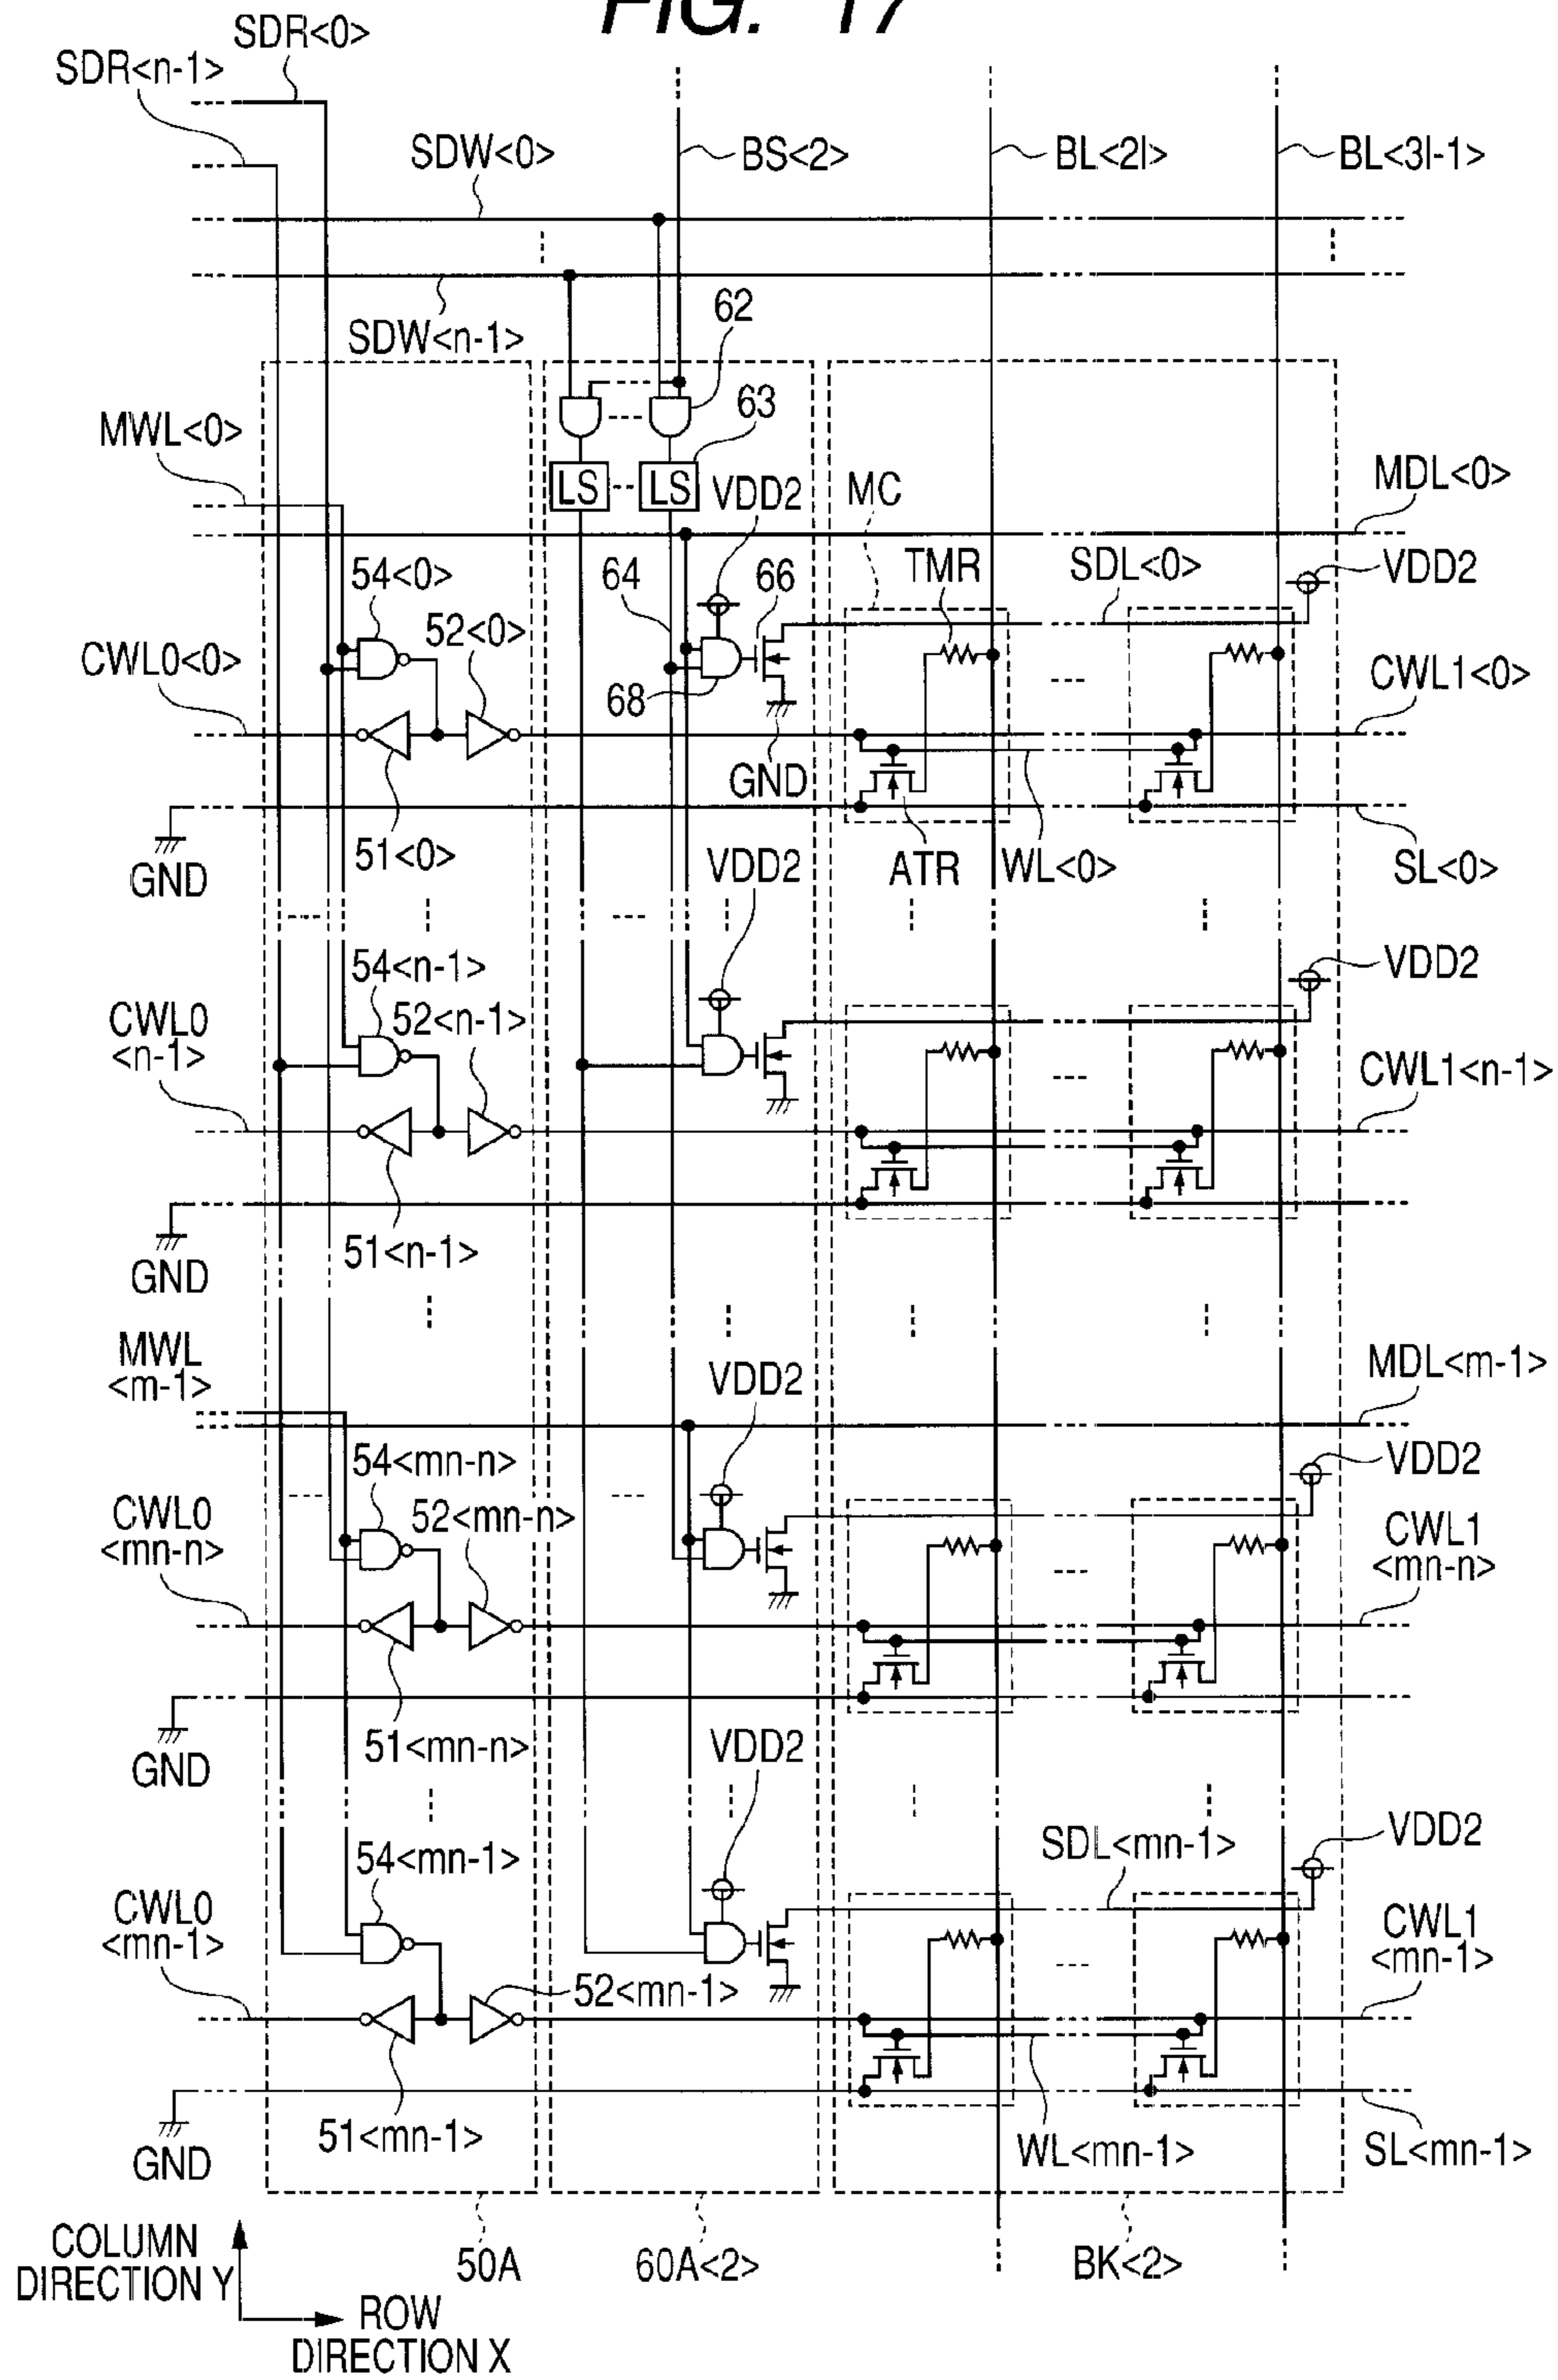 FIG. 17
SDR<0>
SDR<n-1>
SDW<0>
BS<2>
BL<2l>
BL<3l-1>
SDW<n-1>
62
MWL<0>
63
LS
LS
VDD2
MC
MDL<0>
54<0>
64
66
TMR
SDL<0>
VDD2
52<0>
CWL0<0>
68
CWL1<0>
GND
51<0>
GND
VDD2
ATR
WL<0>
SL<0>
54<n-1>
VDD2
CWL0
<n-1>
52<n-1>
CWL1<n-1>
51<n-1>
GND
MWL
<m-1>
VDD2
MDL<m-1>
54<mn-n>
VDD2
CWL0
<mn-n>
52<mn-n>
CWL1
<mn-n>
51<mn-n>
GND
VDD2
54<mn-1>
SDL<mn-1>
VDD2
CWL0
<mn-1>
CWL1
<mn-1>
52<mn-1>
51<mn-1>
GND
WL<mn-1>
SL<mn-1>
COLUMN
DIRECTION Y
50A
60A<2>
BK<2>
ROW
DIRECTION X